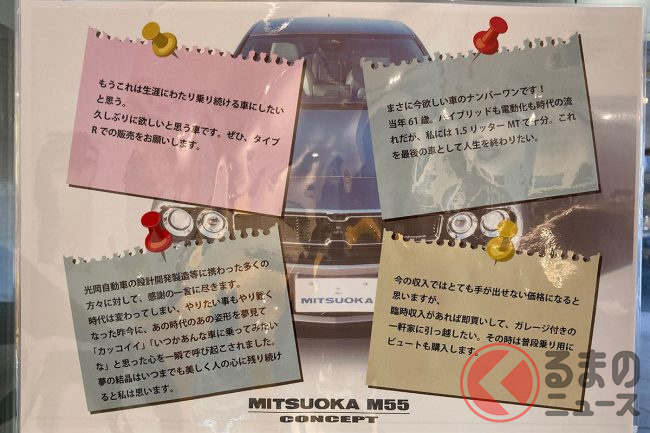 もうこれは生涯にわたり乗り続ける車にしたい
と思う。
久しぶりに欲しいと思う車です。ぜひ、タイプ
Rでの販売をお願いします。
まさに今欲しい車のナンバーワンです！
当年61歳。ハイブリッドも電動化も時代の流
れだが、私には1.5リッターMTで十分。これ
を最後の車として人生を終わりたい。
光岡自動車の設計開発製造等に携わった多くの
方々に対して、感謝の一言に尽きます。
時代は変わってしまい、やりたい事もやり難く
なった昨今に、あの時代のあの姿形を夢見て
「カッコイイ」「いつかあんな車に乗ってみたい
な」と思った心を一瞬で呼び起こされました。
夢の結晶はいつまでも美しく人の心に残り続け
ると私は思います。
今の収入ではとても手が出せない価格になると
思いますが、
臨時収入があれば即買いして、ガレージ付きの
一軒家に引っ越したい。その時は普段乗り用に
ビュートも購入します。
MITSUOKA
MITSUOKA M55
CONCEPT
くるまの
ニュース